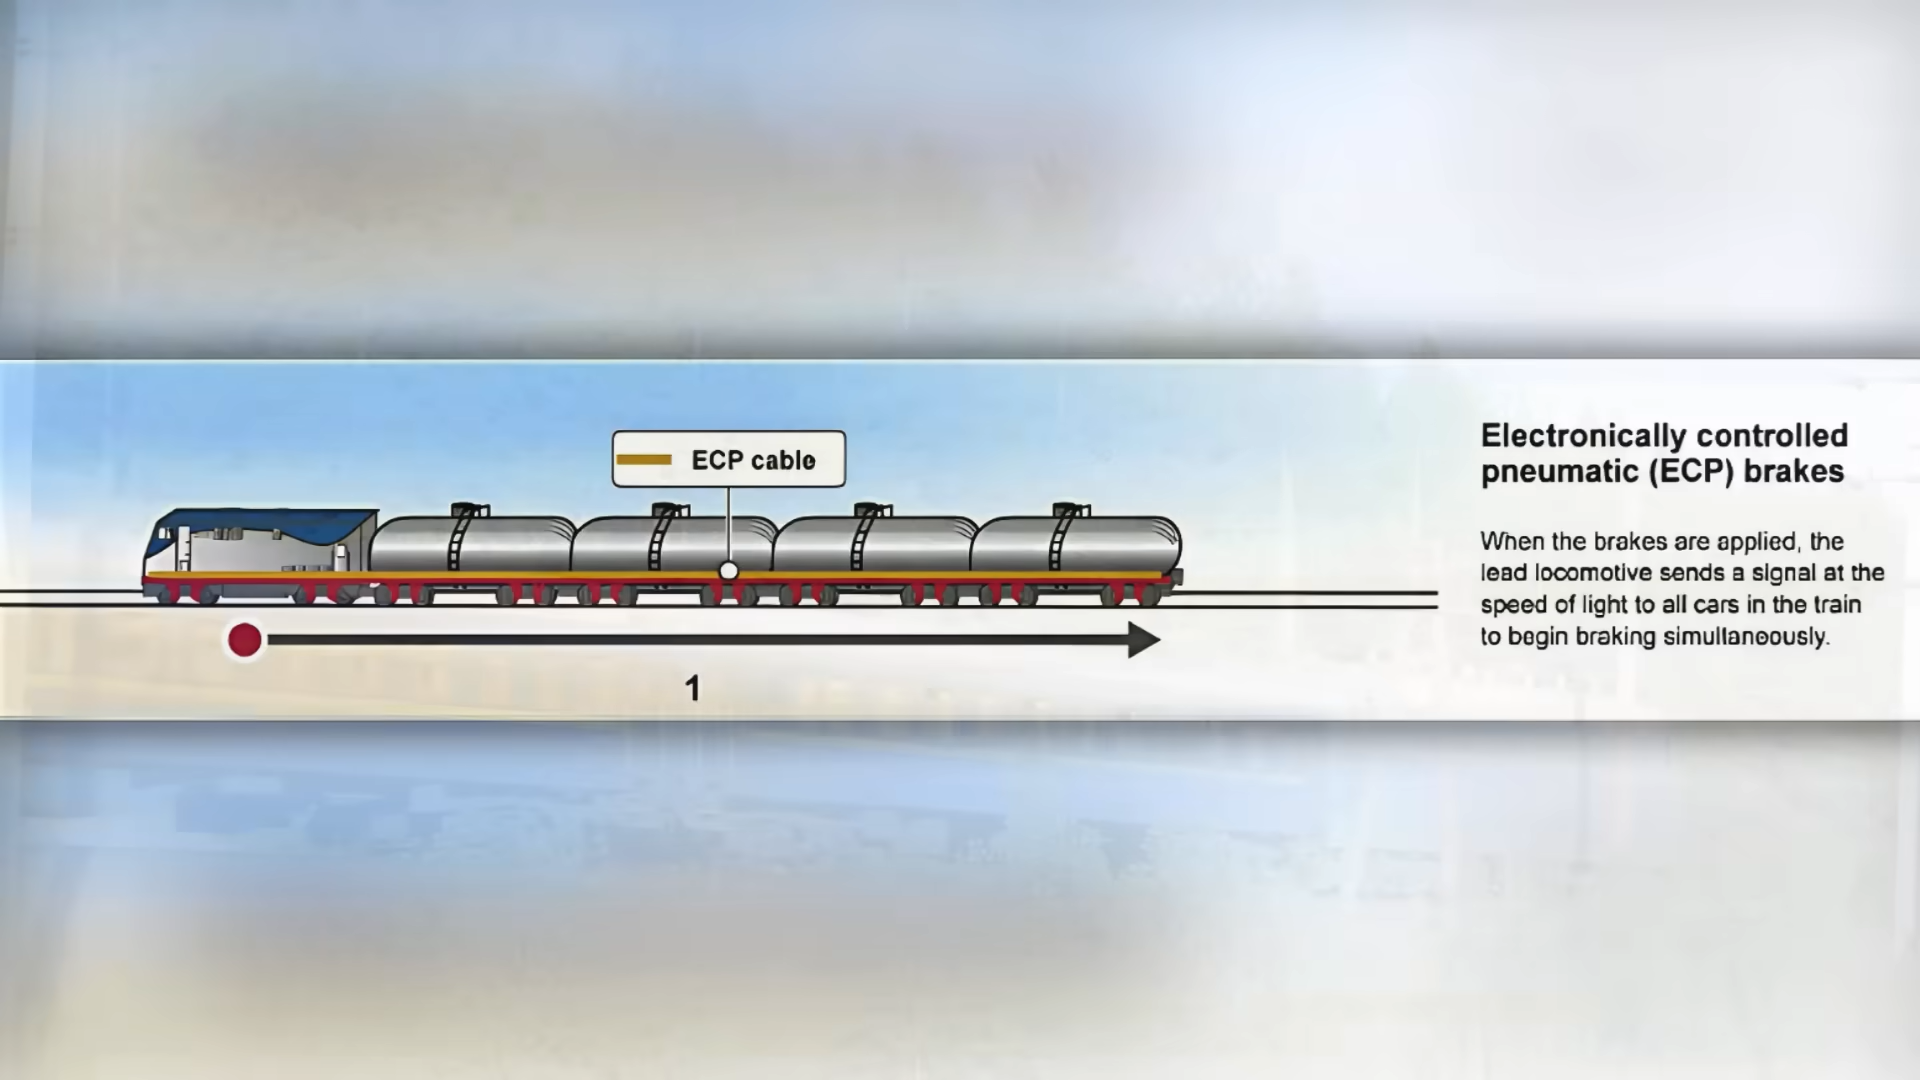 ECP cable
1
Electronically controlled
pneumatic (ECP) brakes
When the brakes are applied, the
lead locomotive sends a signal at the
speed of light to all cars in the train
to begin braking simultaneously.